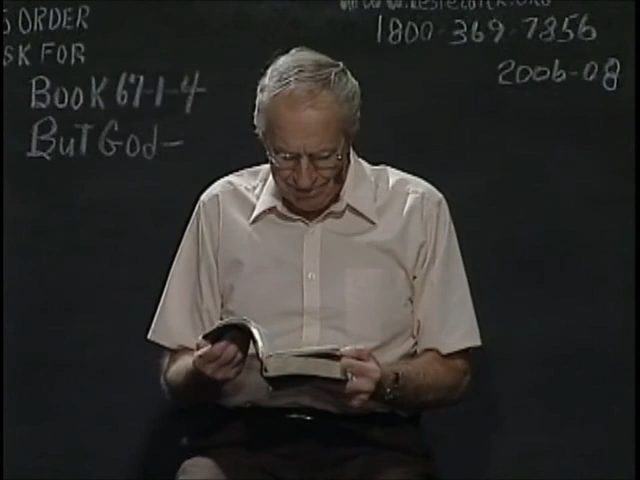 O ORDER
SK FOR
Book 67-1-4
But God-
1800-369-7856
2006-08